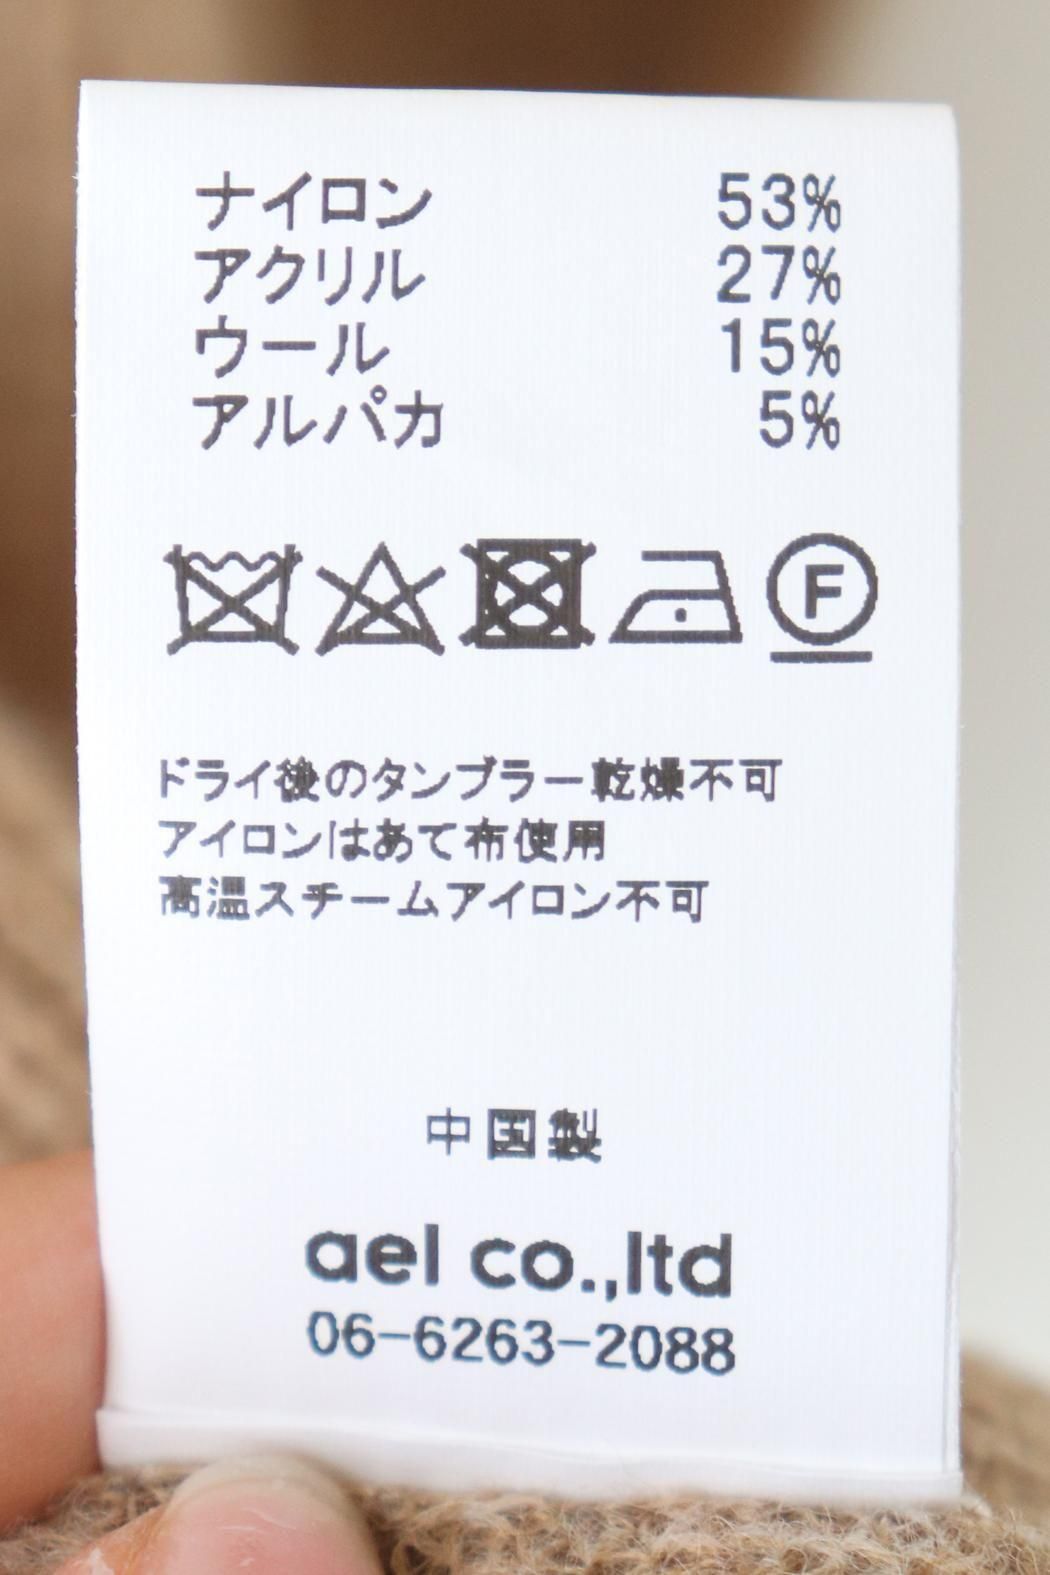 ナイロン 53%
アクリル 27%
ウール 15%
アルパカ 5%
F
ドライ後のタンブラー乾燥不可
アイロンはあて布使用
高温スチームアイロン不可
中国製
ael co.,ltd
06-6263-2088